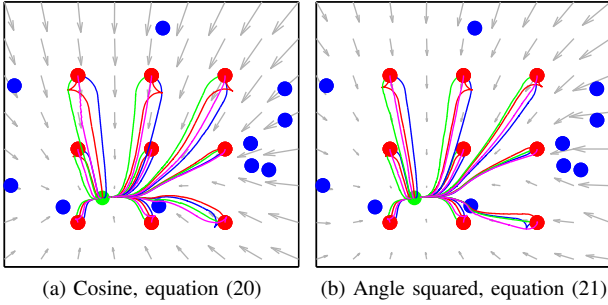 (a) Cosine, equation (20)
(b) Angle squared, equation (21)